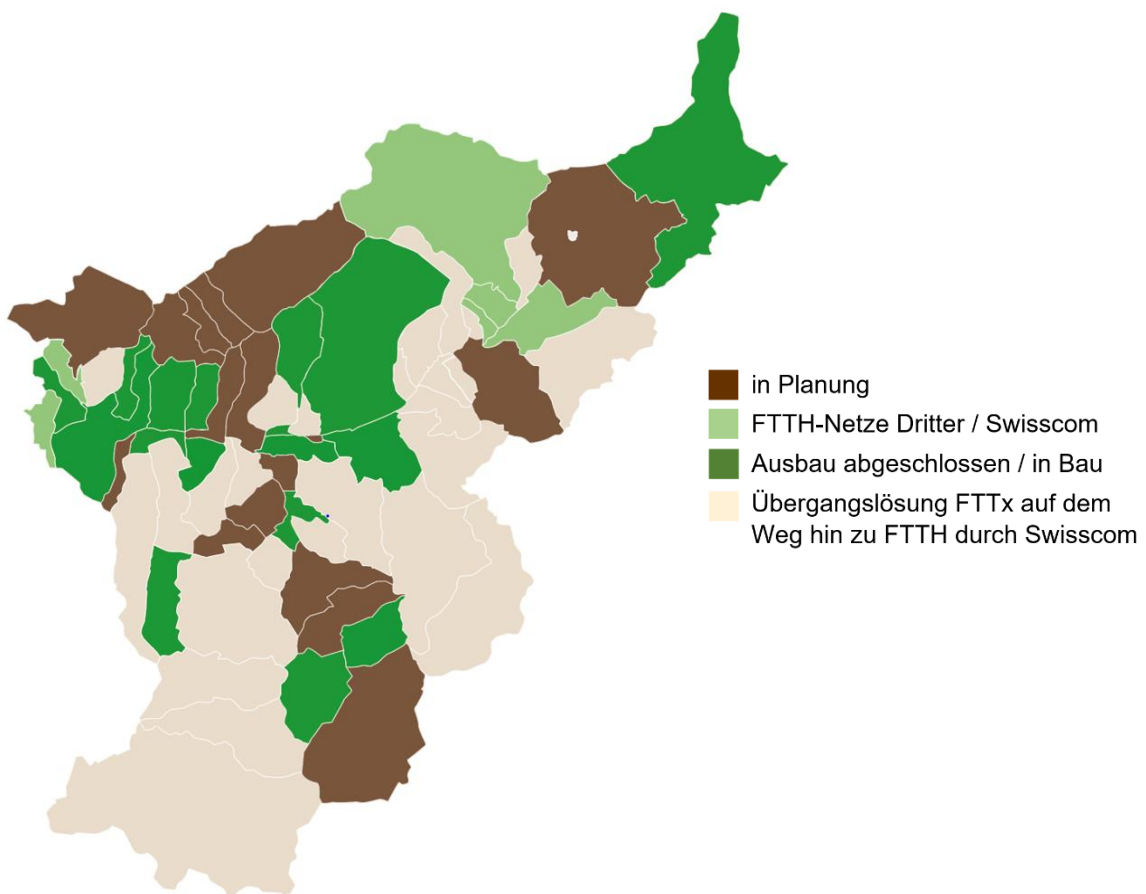 in Planung
FTTH-Netze Dritter / Swisscom
Ausbau abgeschlossen / in Bau
Übergangslösung FTTx auf dem
Weg hin zu FTTH durch Swisscom